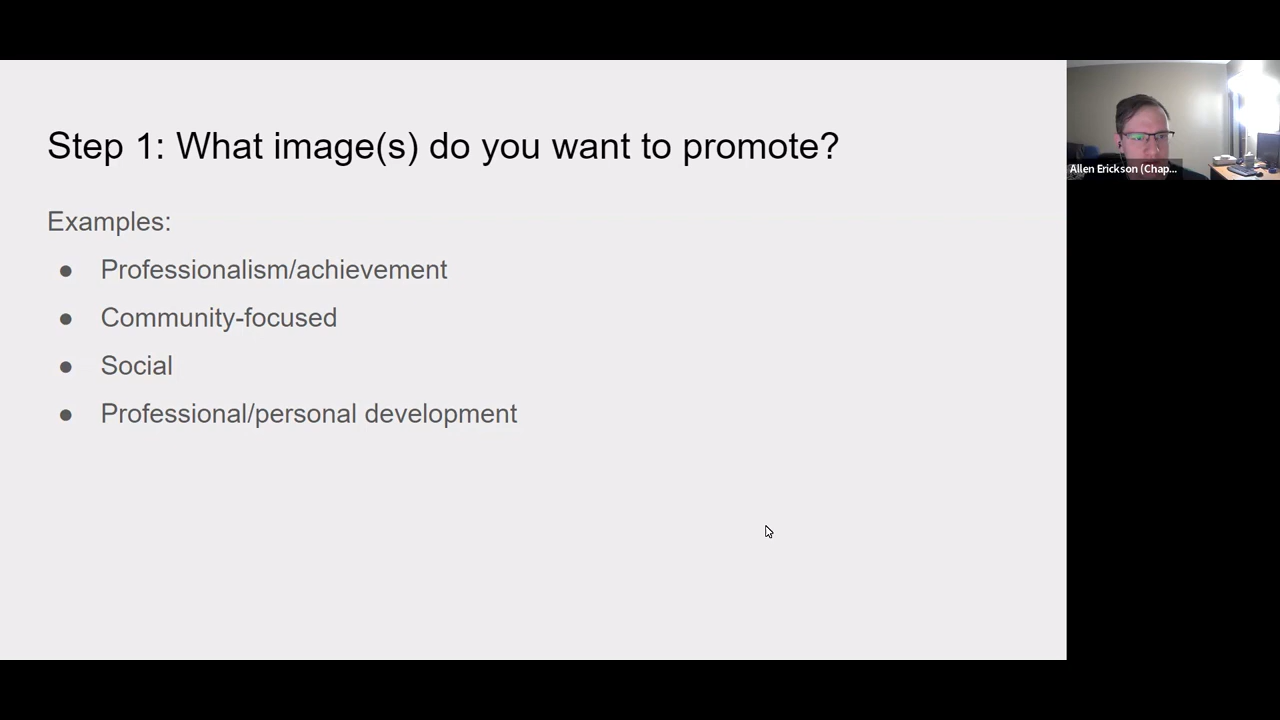 Step 1: What image(s) do you want to promote?
Examples:
● Professionalism/achievement
● Community-focused
● Social
● Professional/personal development
Allen Erickson (Chap...